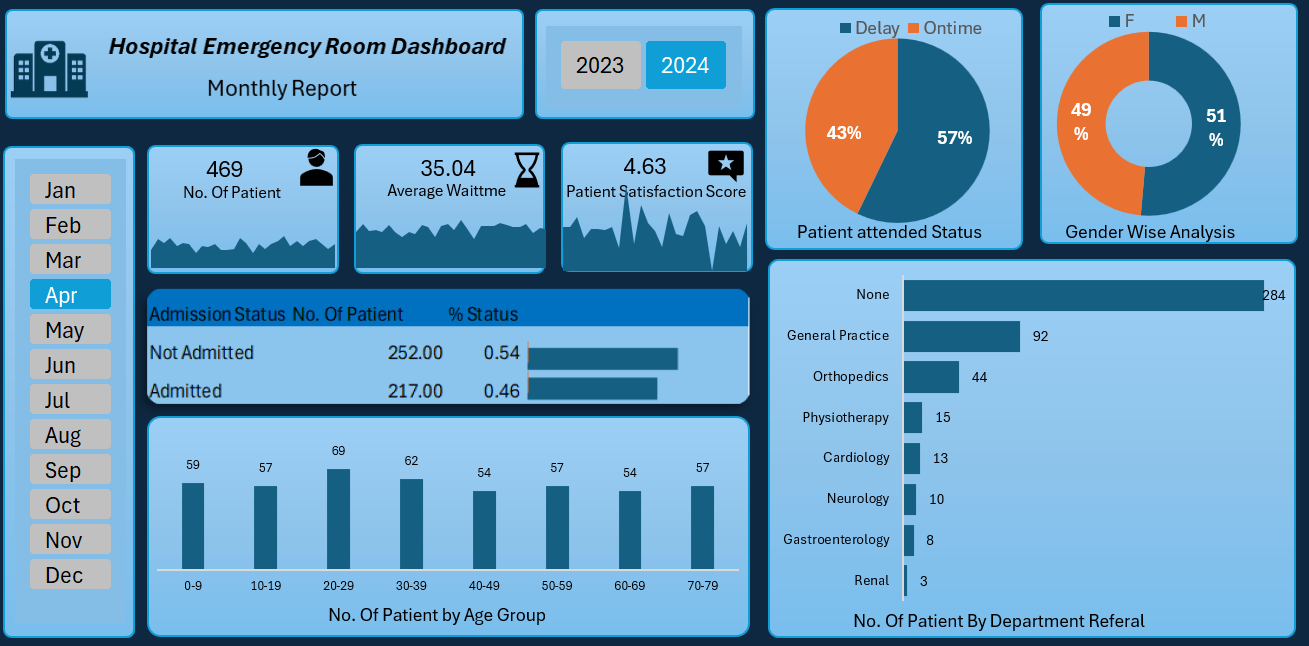 Hospital Emergency Room Dashboard
Monthly Report
2023
2024
Delay Ontime
43%
57%
Patient attended Status
F M
49
%
51
%
Gender Wise Analysis
Jan
Feb
Mar
Apr
May
Jun
Jul
Aug
Sep
Oct
Nov
Dec
469
No. Of Patient
35.04
Average Waittme
4.63
Patient Satisfaction Score
Admission Status No. Of Patient % Status
Not Admitted 252.00 0.54
Admitted 217.00 0.46
59 57 69 62 54 57 54 57
0-9 10-19 20-29 30-39 40-49 50-59 60-69 70-79
No. Of Patient by Age Group
None 284
General Practice 92
Orthopedics 44
Physiotherapy 15
Cardiology 13
Neurology 10
Gastroenterology 8
Renal 3
No. Of Patient By Department Referal